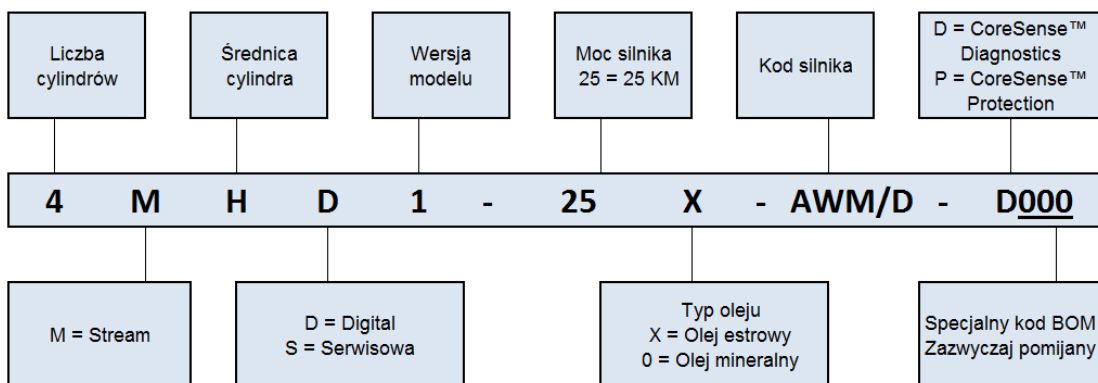 Liczba
cylindrów
Średnica
cylindra
Wersja
modelu
Moc silnika
25 = 25 KM
Kod silnika
D = CoreSense™
Diagnostics
P = CoreSense™
Protection
4 M H D 1 - 25 X - AWM/D - D000
M = Stream
D = Digital
S = Serwisowa
Typ oleju
X = Olej estrowy
0 = Olej mineralny
Specjalny kod BOM
Zazwyczaj pomijany